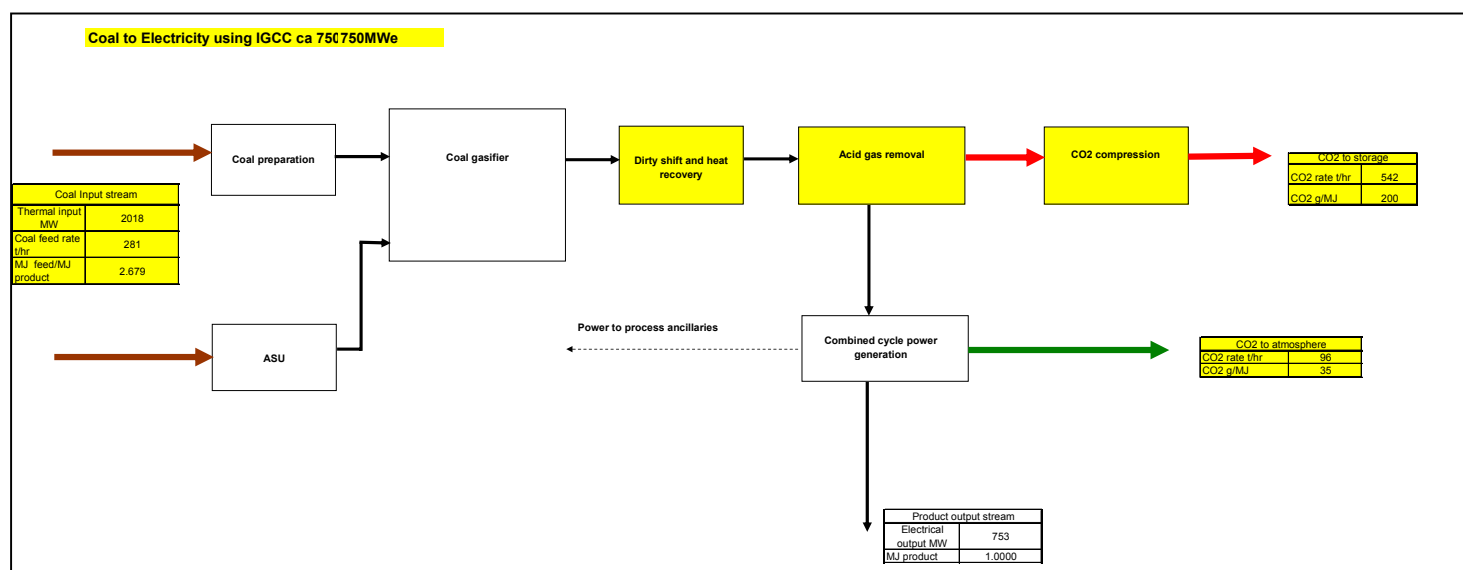 Coal to Electricity using IGCC ca 750750MWe
Coal preparation
Coal gasifier
Dirty shift and heat
recovery
Acid gas removal
CO2 compression
CO2 to storage
CO2 rate t/hr 542
CO2 g/MJ 200
Coal Input stream
Thermal input
MW 2018
Coal feed rate
t/hr 281
MJ feed/MJ
product 2.679
ASU
Power to process ancillaries
Combined cycle power
generation
CO2 to atmosphere
CO2 rate t/hr 96
CO2 g/MJ 35
Product output stream
Electrical
output MW 753
MJ product 1.0000